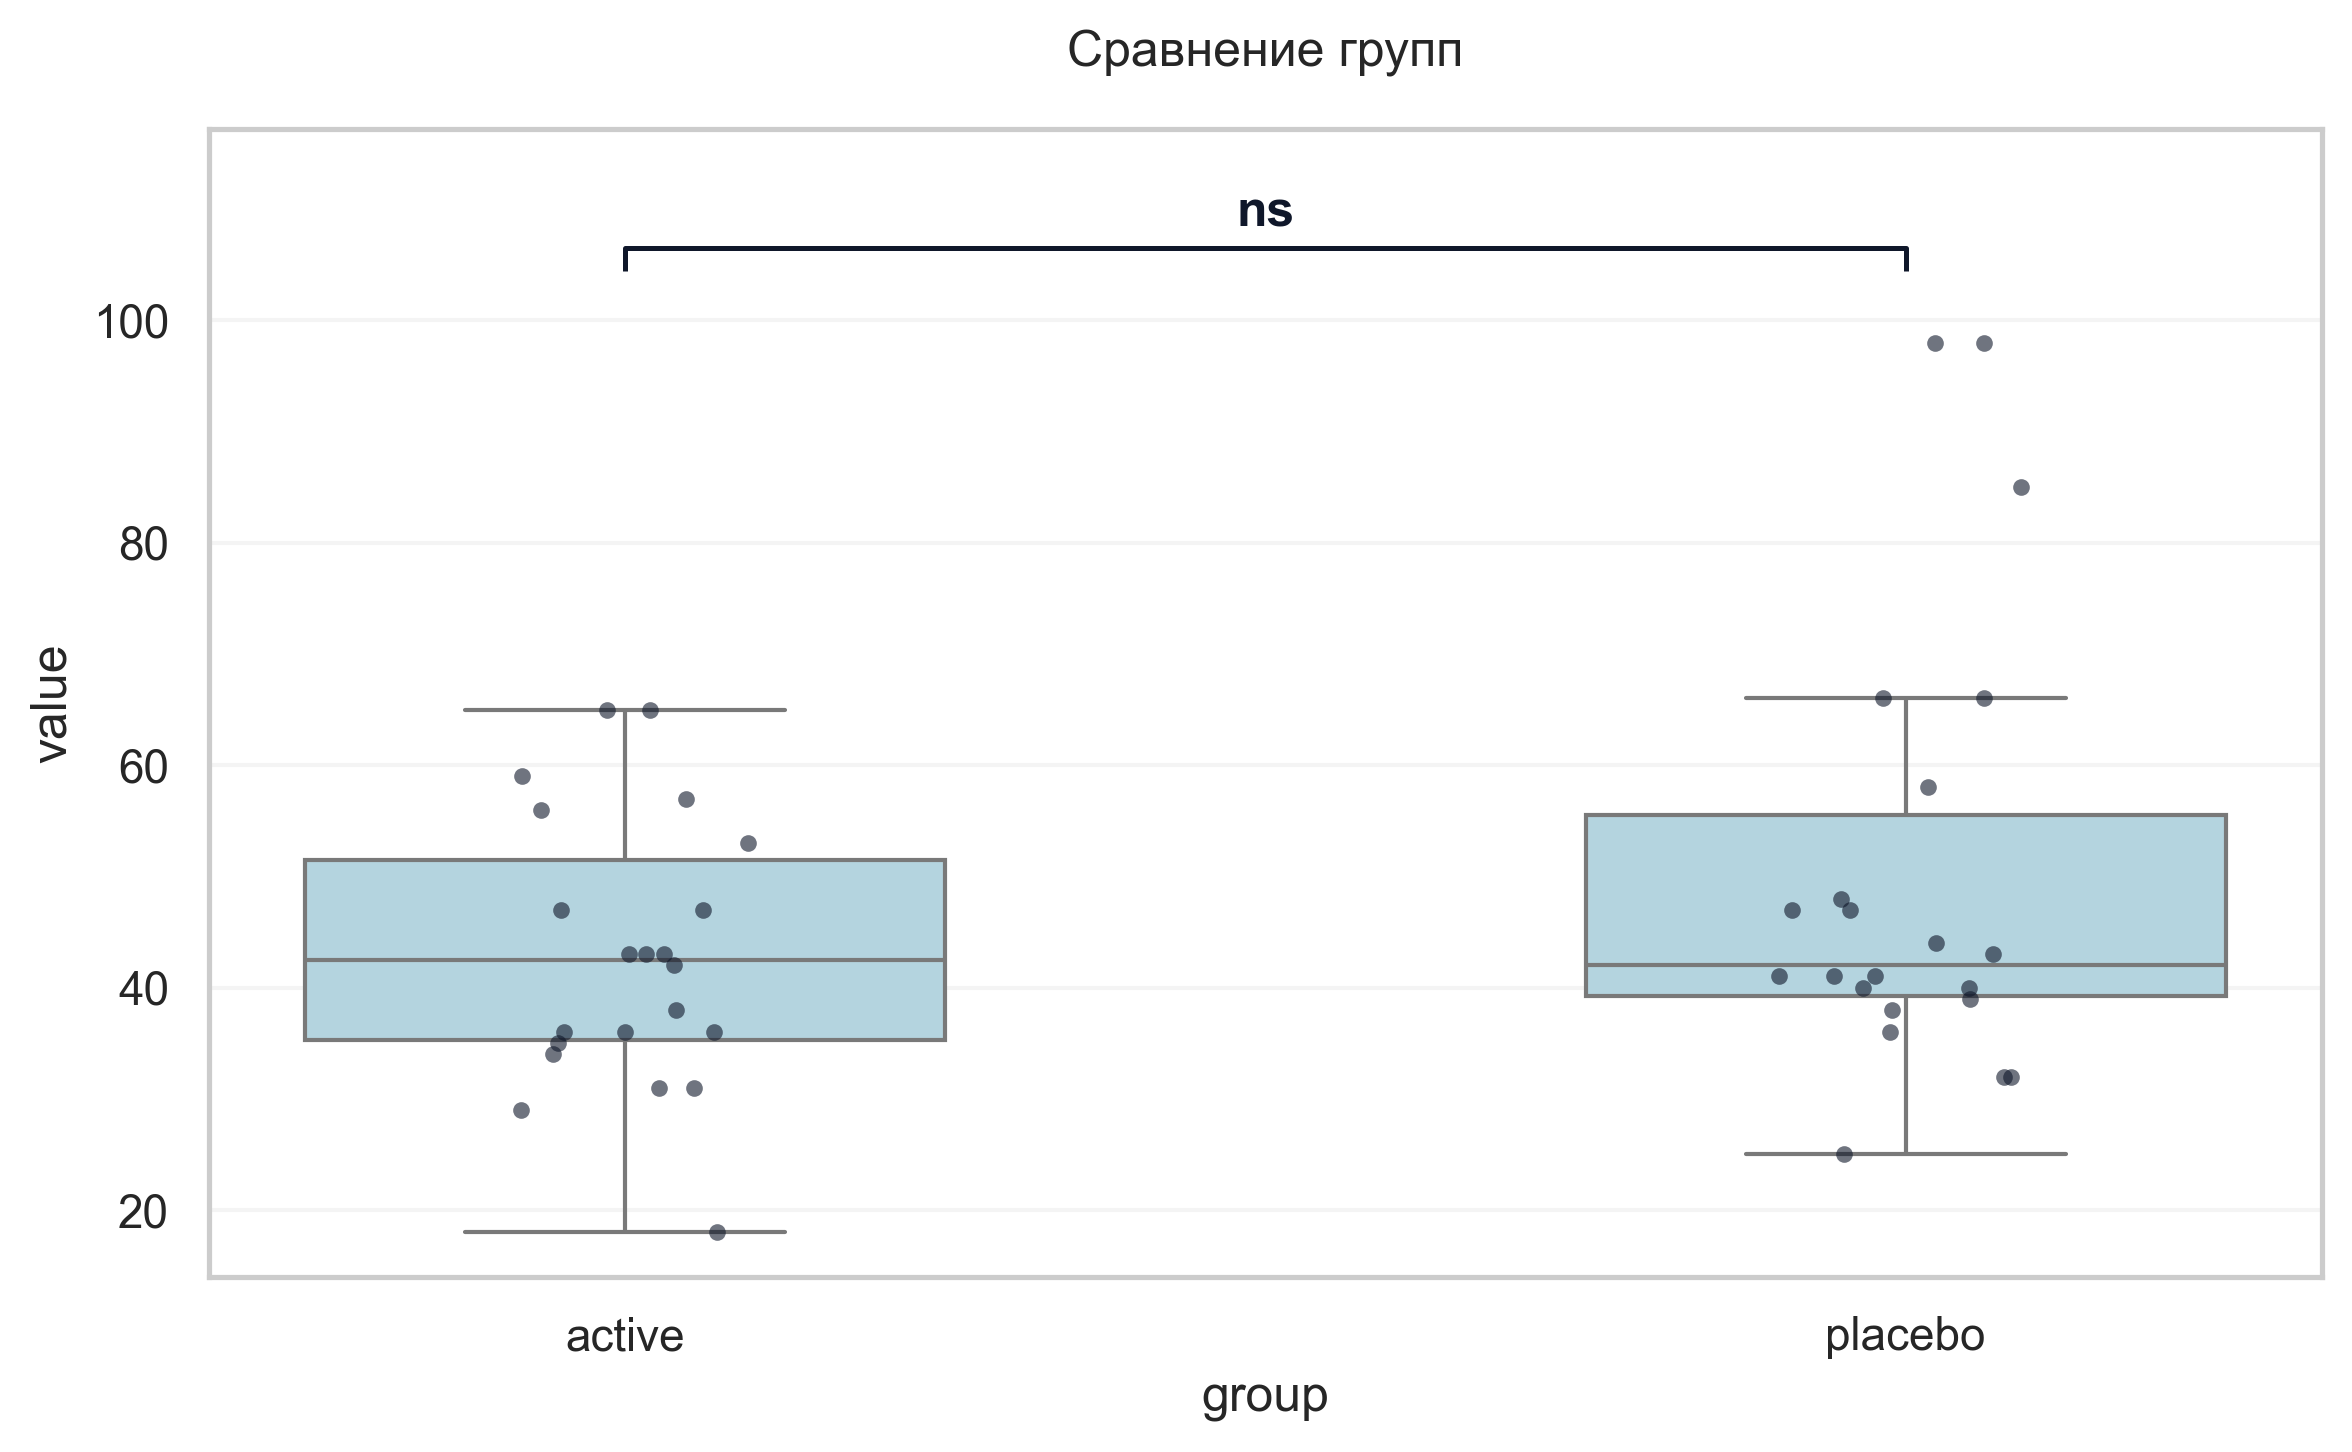 Сравнение групп
ns
100
80
60
40
20
value
active
placebo
group